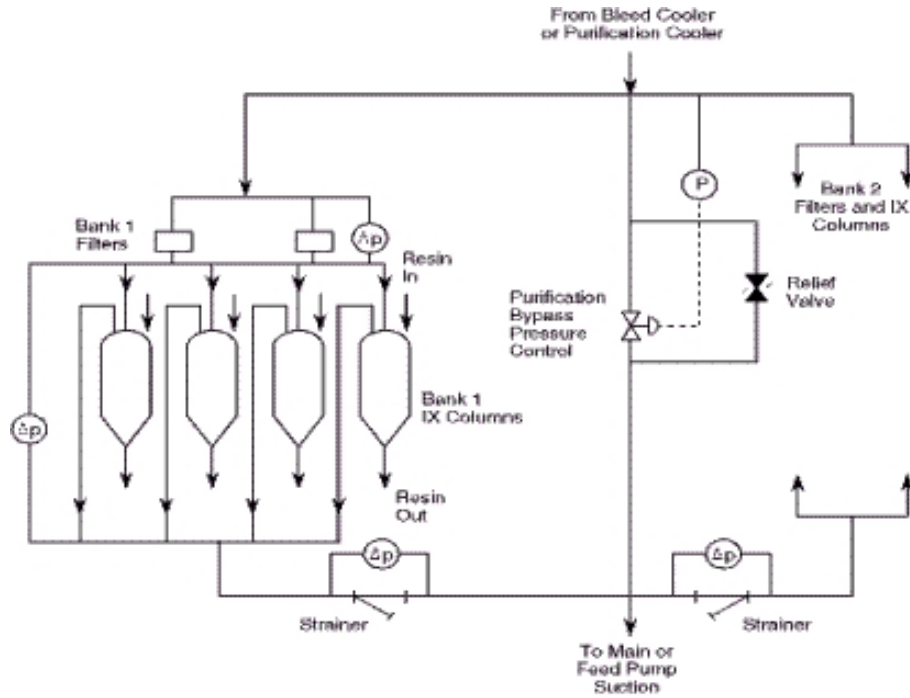 From Bleed Cooler
or Purification Cooler
P
Bank 2
Filters and IX
Columns
Bank 1
Filters
Δp
Resin
In
Purification
Bypass
Pressure
Control
Relief
Valve
Bank 1
IX Columns
Δp
Resin
Out
Δp
Δp
Strainer
Strainer
To Main or
Feed Pump
Suction